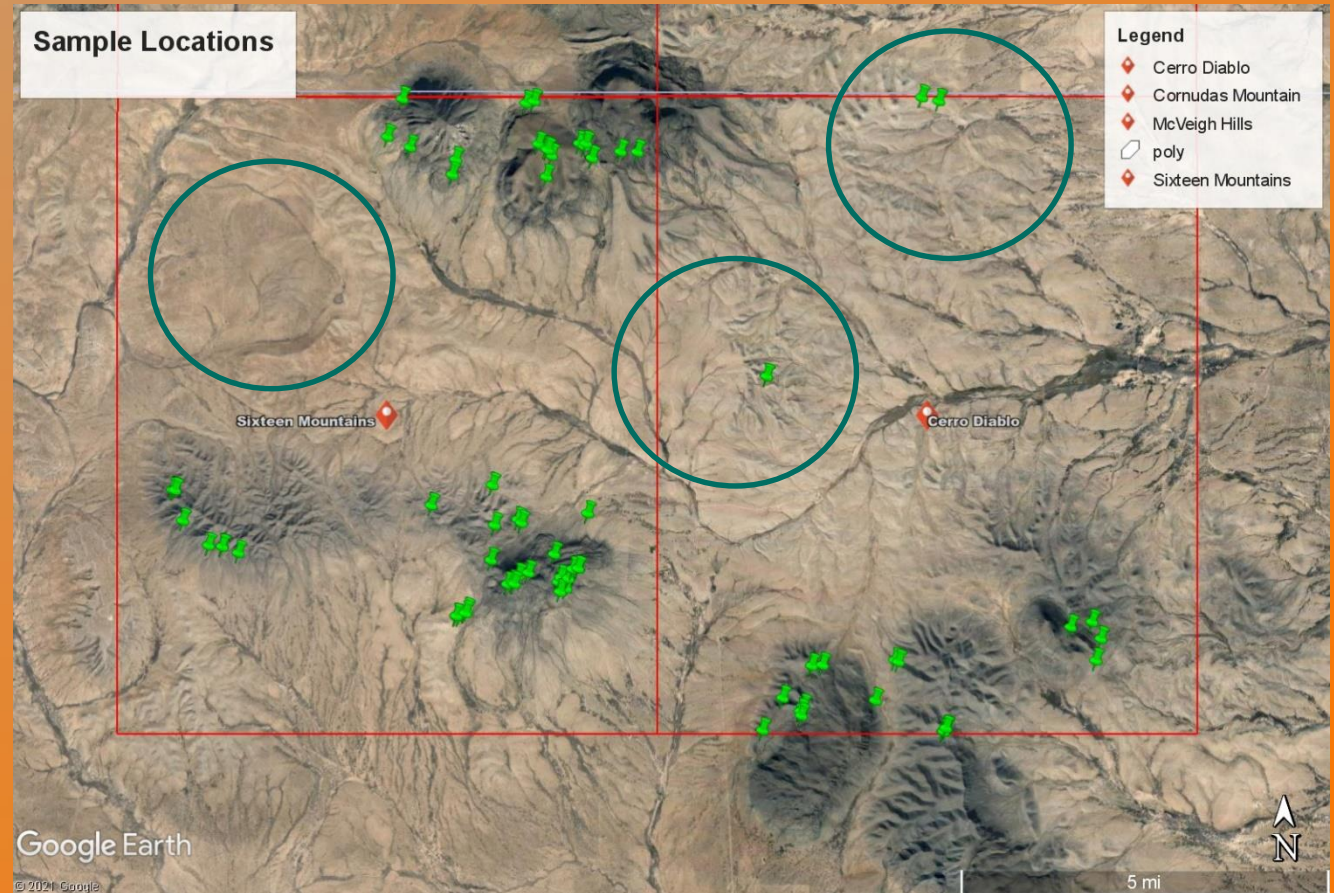 Sample Locations
Legend
Cerro Diablo
Cornudas Mountain
McVeigh Hills
poly
Sixteen Mountains
Sixteen Mountains
Cerro Diablo
Google Earth
© 2021 Google
N
5 mi